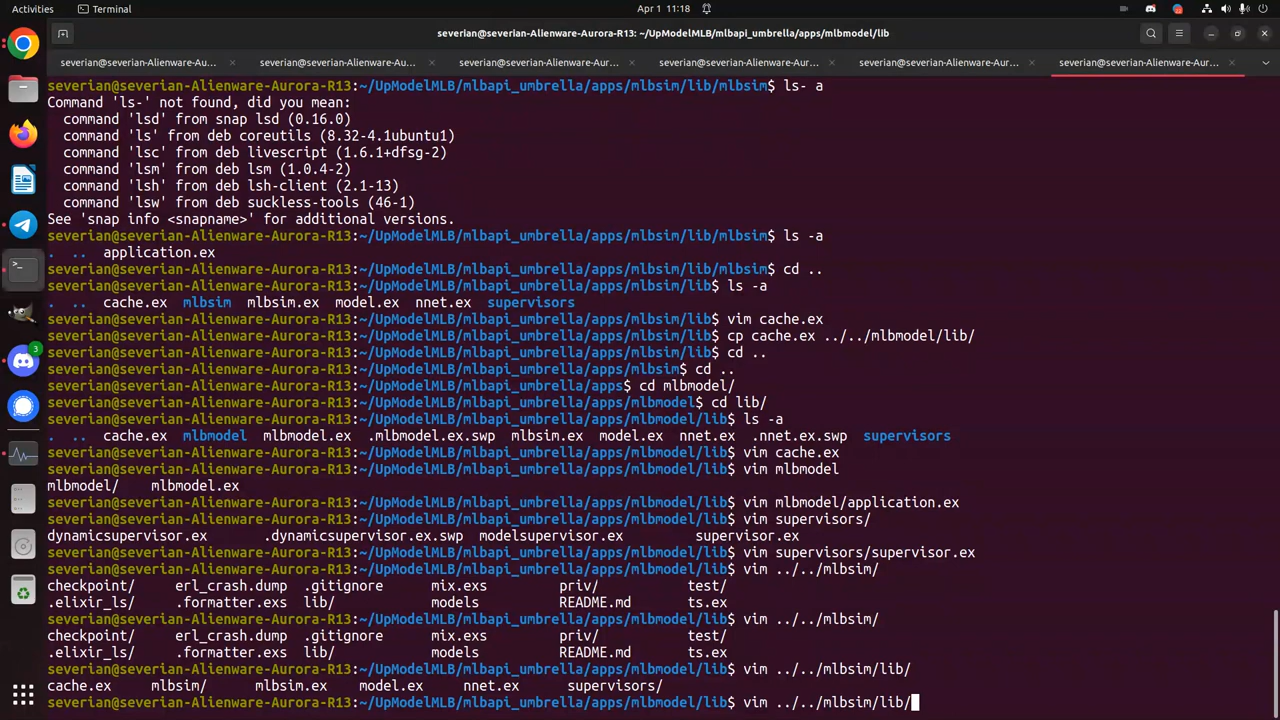 Activities
Terminal
Apr 1 11:18
severian@severian-Alienware-Aurora-R13: ~/UpModelMLB/mlbapi_umbrella/apps/mlbmodel/lib
severian@severian-Alienware-Au...
severian@severian-Alienware-Au...
severian@severian-Alienware-Au...
severian@severian-Alienware-Au...
severian@severian-Alienware-Aur...
severian@severian-Alienware-Aur...
severian@severian-Alienware-Aurora-R13:~/UpModelMLB/mlbapi_umbrella/apps/mlbsim/lib/mlbsim$ ls- a
Command 'ls-' not found, did you mean:
command 'lsd' from snap lsd (0.16.0)
command 'ls' from deb coreutils (8.32-4.1ubuntu1)
command 'lsc' from deb livescript (1.6.1+dfsg-2)
command 'lsm' from deb lsm (1.0.4-2)
command 'lsh' from deb lsh-client (2.1-13)
command 'lsw' from deb suckless-tools (46-1)
See 'snap info <snapname>' for additional versions.
severian@severian-Alienware-Aurora-R13:~/UpModelMLB/mlbapi_umbrella/apps/mlbsim/lib/mlbsim$ ls -a
. .. application.ex
severian@severian-Alienware-Aurora-R13:~/UpModelMLB/mlbapi_umbrella/apps/mlbsim/lib/mlbsim$ cd ..
severian@severian-Alienware-Aurora-R13:~/UpModelMLB/mlbapi_umbrella/apps/mlbsim/lib$ ls -a
. .. cache.ex mlbsim mlbsim.ex model.ex nnet.ex supervisors
severian@severian-Alienware-Aurora-R13:~/UpModelMLB/mlbapi_umbrella/apps/mlbsim/lib$ vim cache.ex
severian@severian-Alienware-Aurora-R13:~/UpModelMLB/mlbapi_umbrella/apps/mlbsim/lib$ cp cache.ex ../../mlbmodel/lib/
severian@severian-Alienware-Aurora-R13:~/UpModelMLB/mlbapi_umbrella/apps/mlbsim/lib$ cd ..
severian@severian-Alienware-Aurora-R13:~/UpModelMLB/mlbapi_umbrella/apps/mlbsim$ cd ..
severian@severian-Alienware-Aurora-R13:~/UpModelMLB/mlbapi_umbrella/apps$ cd mlbmodel/
severian@severian-Alienware-Aurora-R13:~/UpModelMLB/mlbapi_umbrella/apps/mlbmodel$ cd lib/
severian@severian-Alienware-Aurora-R13:~/UpModelMLB/mlbapi_umbrella/apps/mlbmodel/lib$ ls -a
. .. cache.ex mlbmodel mlbmodel.ex .mlbmodel.ex.swp mlbsim.ex model.ex nnet.ex .nnet.ex.swp supervisors
severian@severian-Alienware-Aurora-R13:~/UpModelMLB/mlbapi_umbrella/apps/mlbmodel/lib$ vim cache.ex
severian@severian-Alienware-Aurora-R13:~/UpModelMLB/mlbapi_umbrella/apps/mlbmodel/lib$ vim mlbmodel
mlbmodel/ mlbmodel.ex
severian@severian-Alienware-Aurora-R13:~/UpModelMLB/mlbapi_umbrella/apps/mlbmodel/lib$ vim mlbmodel/application.ex
severian@severian-Alienware-Aurora-R13:~/UpModelMLB/mlbapi_umbrella/apps/mlbmodel/lib$ vim supervisors/
dynamicsupervisor.ex .dynamicsupervisor.ex.swp modelsupervisor.ex supervisor.ex
severian@severian-Alienware-Aurora-R13:~/UpModelMLB/mlbapi_umbrella/apps/mlbmodel/lib$ vim supervisors/supervisor.ex
severian@severian-Alienware-Aurora-R13:~/UpModelMLB/mlbapi_umbrella/apps/mlbmodel/lib$ vim ../../mlbsim/
checkpoint/ erl_crash.dump .gitignore mix.exs priv/ test/
.elixir_ls/ .formatter.exs lib/ models README.md ts.ex
severian@severian-Alienware-Aurora-R13:~/UpModelMLB/mlbapi_umbrella/apps/mlbmodel/lib$ vim ../../mlbsim/
checkpoint/ erl_crash.dump .gitignore mix.exs priv/ test/
.elixir_ls/ .formatter.exs lib/ models README.md ts.ex
severian@severian-Alienware-Aurora-R13:~/UpModelMLB/mlbapi_umbrella/apps/mlbmodel/lib$ vim ../../mlbsim/lib/
cache.ex mlbsim/ mlbsim.ex model.ex nnet.ex supervisors/
severian@severian-Alienware-Aurora-R13:~/UpModelMLB/mlbapi_umbrella/apps/mlbmodel/lib$ vim ../../mlbsim/lib/
3